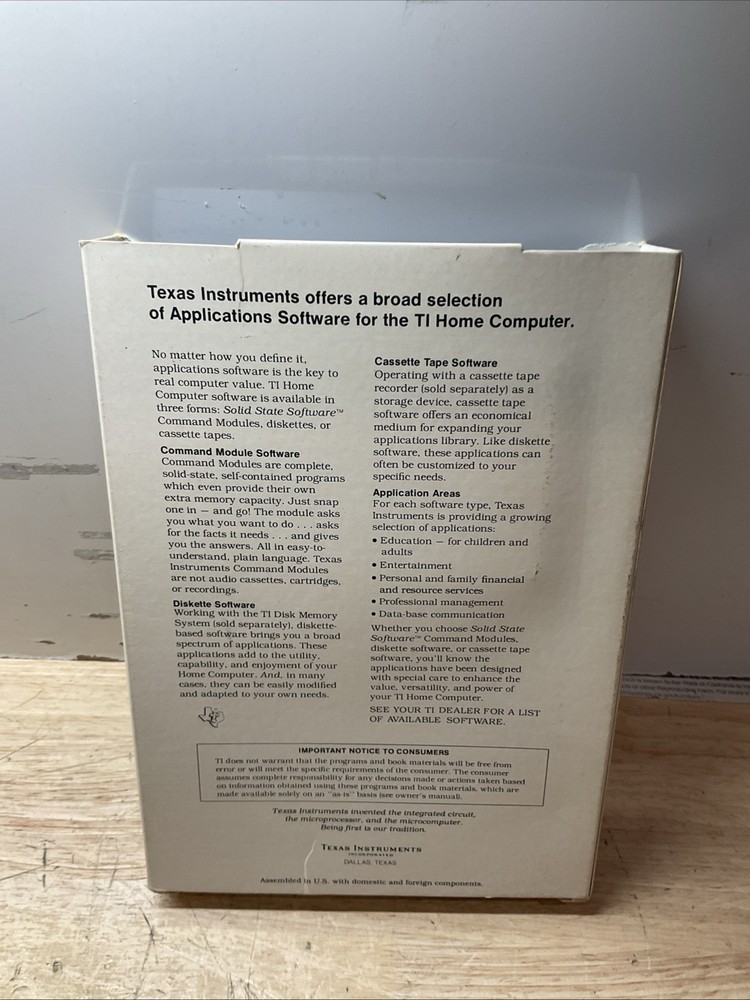 Texas Instruments offers a broad selection
of Applications Software for the TI Home Computer.
No matter how you define it,
applications software is the key to
real computer value. TI Home
Computer software is available in
three forms: Solid State Software™
Command Modules, diskettes, or
cassette tapes.
Command Module Software
Command Modules are complete,
solid-state, self-contained programs
which even provide their own
extra memory capacity. Just snap
one in — and go! The module asks
you what you want to do . . . asks
for the facts it needs . . . and gives
you the answers. All in easy-to-
understand, plain language. Texas
Instruments Command Modules
are not audio cassettes, cartridges,
or recordings.
Diskette Software
Working with the TI Disk Memory
System (sold separately), diskette-
based software brings you a broad
spectrum of applications. These
applications add to the utility,
capability, and enjoyment of your
Home Computer. And, in many
cases, they can be easily modified
and adapted to your own needs.
Cassette Tape Software
Operating with a cassette tape
recorder (sold separately) as a
storage device, cassette tape
software offers an economical
medium for expanding your
applications library. Like diskette
software, these applications can
often be customized to your
specific needs.
Application Areas
For each software type, Texas
Instruments is providing a growing
selection of applications:
• Education — for children and
adults
• Entertainment
• Personal and family financial
and resource services
• Professional management
• Data-base communication
Whether you choose Solid State
Software™ Command Modules,
diskette software, or cassette tape
software, you'll know the
applications have been designed
with special care to enhance the
value, versatility, and power of
your TI Home Computer.
SEE YOUR TI DEALER FOR A LIST
OF AVAILABLE SOFTWARE.
IMPORTANT NOTICE TO CONSUMERS
TI does not warrant that the programs and book materials will be free from
error or will meet the specific requirements of the consumer. The consumer
assumes complete responsibility for any decisions made or actions taken based
on information obtained using these programs and book materials, which are
made available solely on an "as is" basis (see owner's manual).
Texas Instruments invented the integrated circuit,
the microprocessor, and the microcomputer.
Being first is our tradition.
TEXAS INSTRUMENTS
INCORPORATED
DALLAS, TEXAS
Assembled in U.S. with domestic and foreign components.